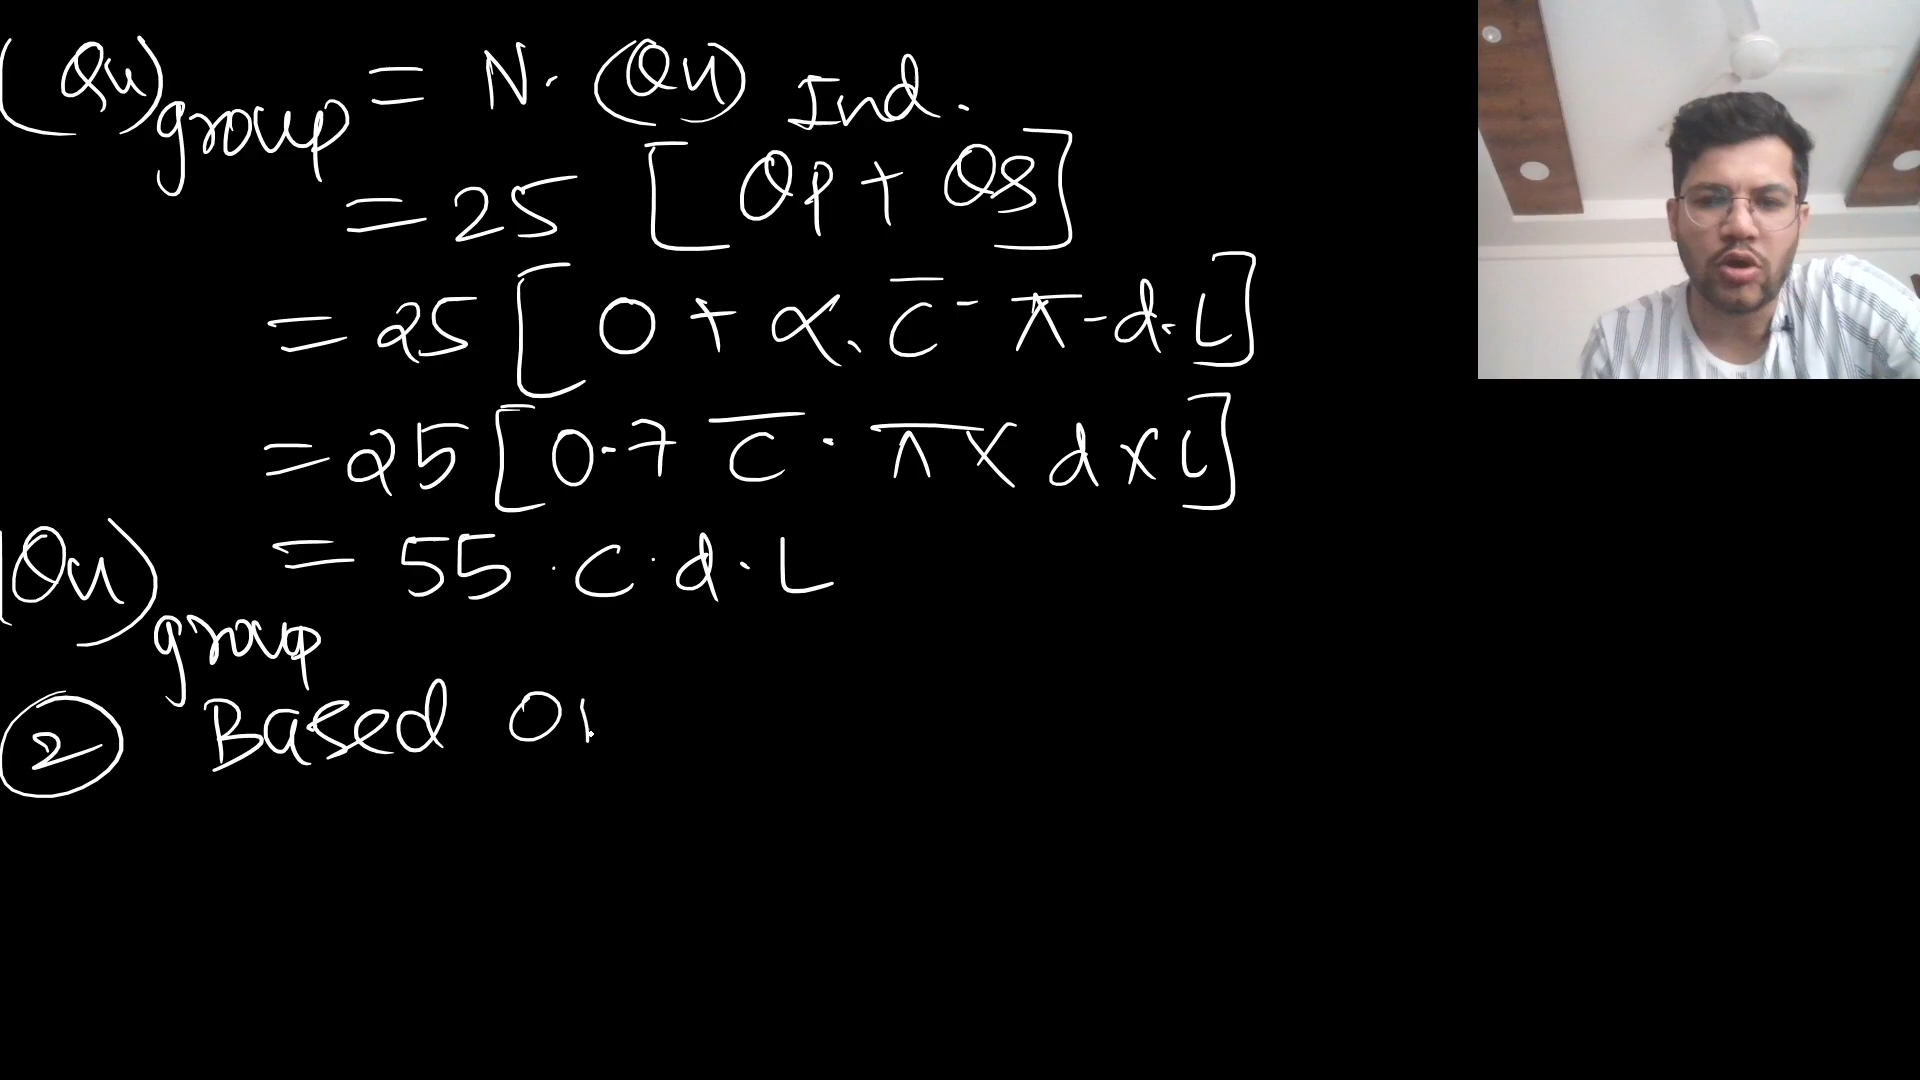 (Qu)group = N. (Qu) Ind.
= 25 [Qp + Qs]
= 25 [0 + α. c̄ - π - d. L]
= 25 [0.7 c̄ . π x d x L]
(Qu)group = 55 . c . d . L
② Based on